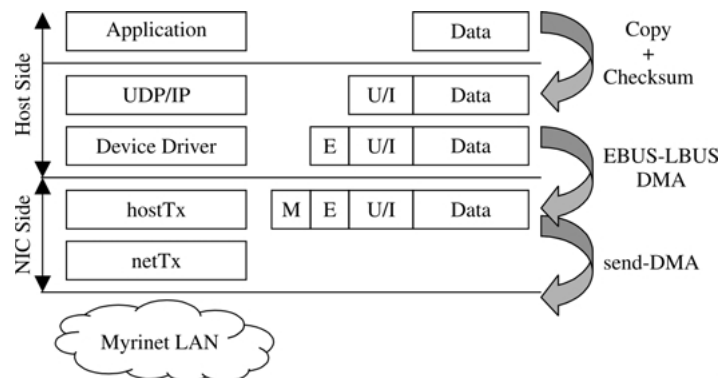 Application
Data
Copy
+
Checksum
Host Side
UDP/IP
U/I
Data
Device Driver
E
U/I
Data
EBUS-LBUS
DMA
NIC Side
hostTx
M
E
U/I
Data
netTx
send-DMA
Myrinet LAN